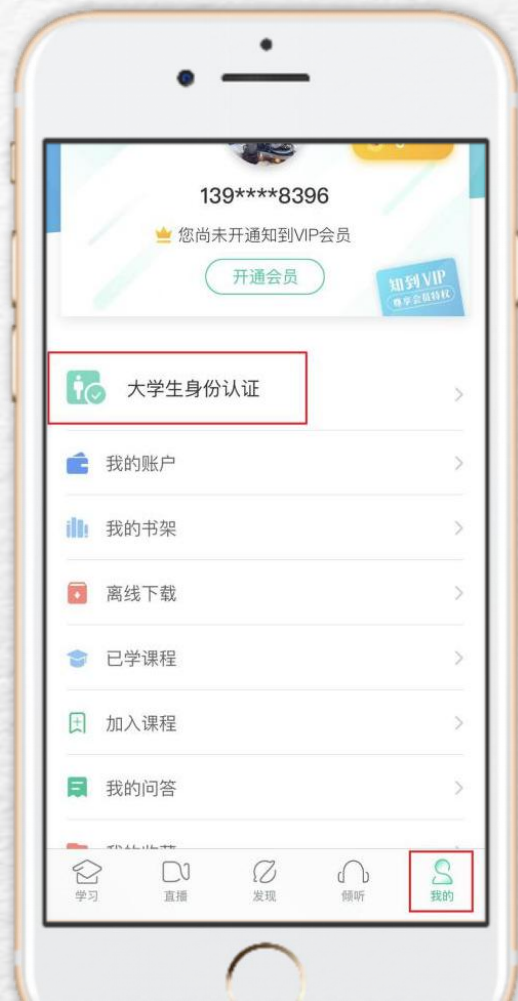 139****8396
您尚未开通知到VIP会员
开通会员
知到VIP
尊享会员特权
大学生身份认证
我的账户
我的书架
离线下载
已学课程
加入课程
我的问答
学习
直播
发现
倾听
我的